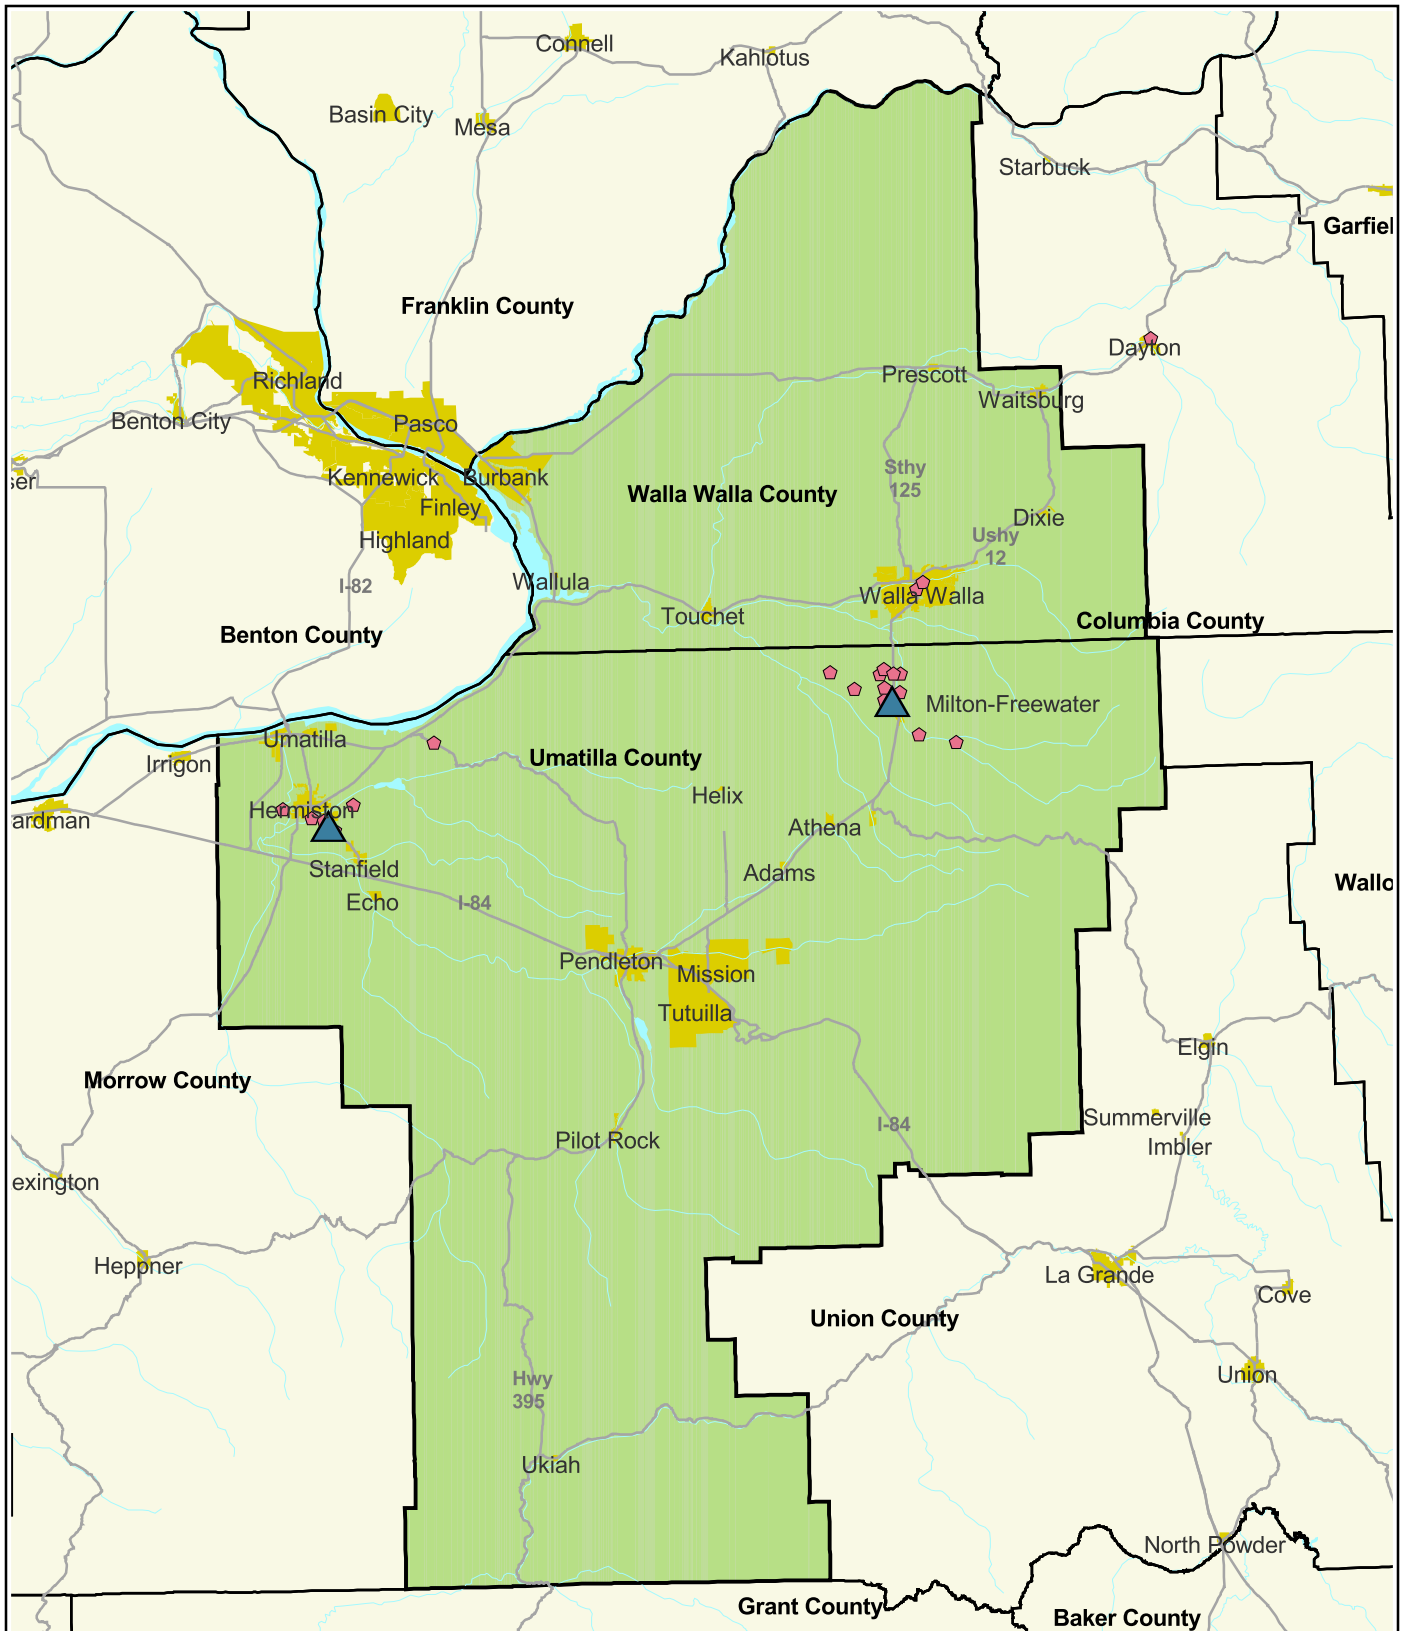 Connell
Kahlotus
Basin City
Mesa
Starbuck
Garfiel
Franklin County
Dayton
Richland
Prescott
Waitsburg
Benton City
Pasco
ser
Kennewick
Burbank
Sthy
125
Walla Walla County
Finley
Dixie
Highland
Ushy
12
I-82
Wallula
Walla Walla
Touchet
Columbia County
Benton County
Milton-Freewater
Umatilla
Irrigon
Umatilla County
Helix
Hermiston
ardman
Athena
Stanfield
Adams
Wallo
Echo
I-84
Pendleton
Mission
Tutuilla
Elgin
Morrow County
Summerville
I-84
Pilot Rock
Imbler
exington
Heppner
La Grande
Cove
Union County
Union
Hwy
395
Ukiah
North Powder
Grant County
Baker County